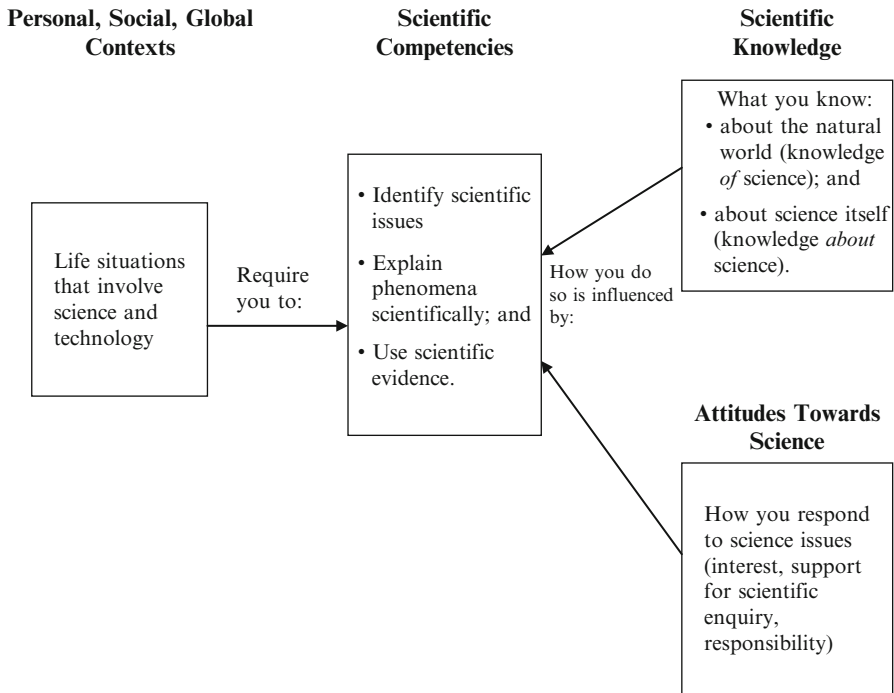 Personal, Social, Global
Contexts
Scientific
Competencies
Scientific
Knowledge
Life situations
that involve
science and
technology
Require
you to:
• Identify scientific
issues
• Explain
phenomena
scientifically; and
• Use scientific
evidence.
How you do
so is influenced
by:
What you know:
• about the natural
world (knowledge
of science); and
• about science itself
(knowledge about
science).
Attitudes Towards
Science
How you respond
to science issues
(interest, support
for scientific
enquiry,
responsibility)